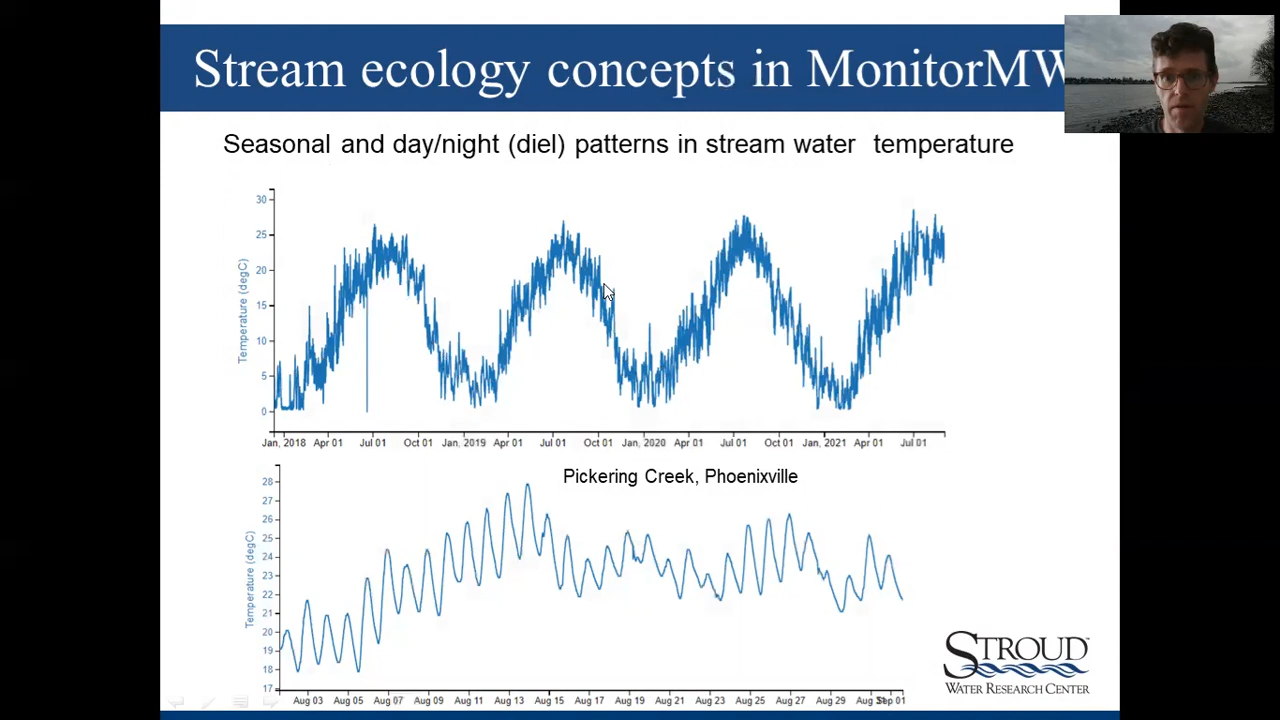 Stream ecology concepts in MonitorMW
Seasonal and day/night (diel) patterns in stream water temperature
Temperature (degC)
30
25
20
15
10
5
0
Jan, 2018 Apr 01 Jul 01 Oct 01 Jan, 2019 Apr 01 Jul 01 Oct 01 Jan, 2020 Apr 01 Jul 01 Oct 01 Jan, 2021 Apr 01 Jul 01
Pickering Creek, Phoenixville
Temperature (degC)
28
27
26
25
24
23
22
21
20
19
18
17
Aug 03 Aug 05 Aug 07 Aug 09 Aug 11 Aug 13 Aug 15 Aug 17 Aug 19 Aug 21 Aug 23 Aug 25 Aug 27 Aug 29 Aug 31 Sep 01
STROUD™
WATER RESEARCH CENTER